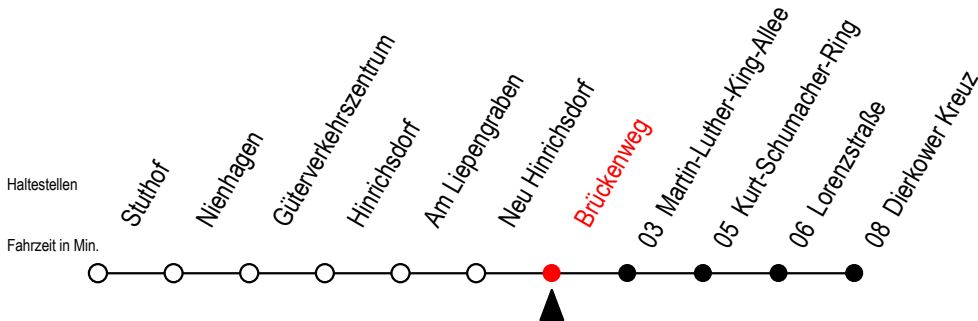 Haltestellen
Fahrzeit in Min.
Stuthof
Nienhagen
Güterverkehrszentrum
Hinrichsdorf
Am Liepengraben
Neu Hinrichsdorf
Brückenweg
03 Martin-Luther-King-Allee
05 Kurt-Schumacher-Ring
06 Lorenzstraße
08 Dierkower Kreuz